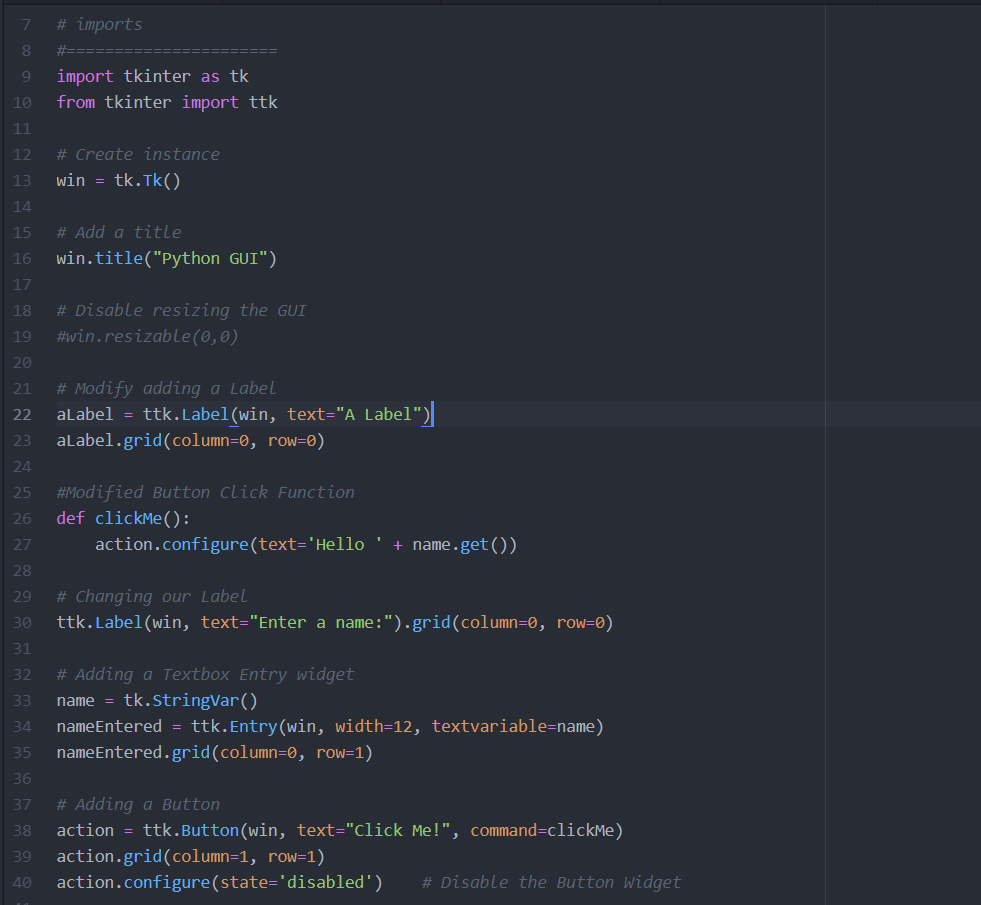 7 # imports
8 #======================
9 import tkinter as tk
10 from tkinter import ttk
11
12 # Create instance
13 win = tk.Tk()
14
15 # Add a title
16 win.title("Python GUI")
17
18 # Disable resizing the GUI
19 #win.resizable(0,0)
20
21 # Modify adding a Label
22 aLabel = ttk.Label(win, text="A Label")
23 aLabel.grid(column=0, row=0)
24
25 #Modified Button Click Function
26 def clickMe():
27     action.configure(text='Hello ' + name.get())
28
29 # Changing our Label
30 ttk.Label(win, text="Enter a name:").grid(column=0, row=0)
31
32 # Adding a Textbox Entry widget
33 name = tk.StringVar()
34 nameEntered = ttk.Entry(win, width=12, textvariable=name)
35 nameEntered.grid(column=0, row=1)
36
37 # Adding a Button
38 action = ttk.Button(win, text="Click Me!", command=clickMe)
39 action.grid(column=1, row=1)
40 action.configure(state='disabled')    # Disable the Button Widget